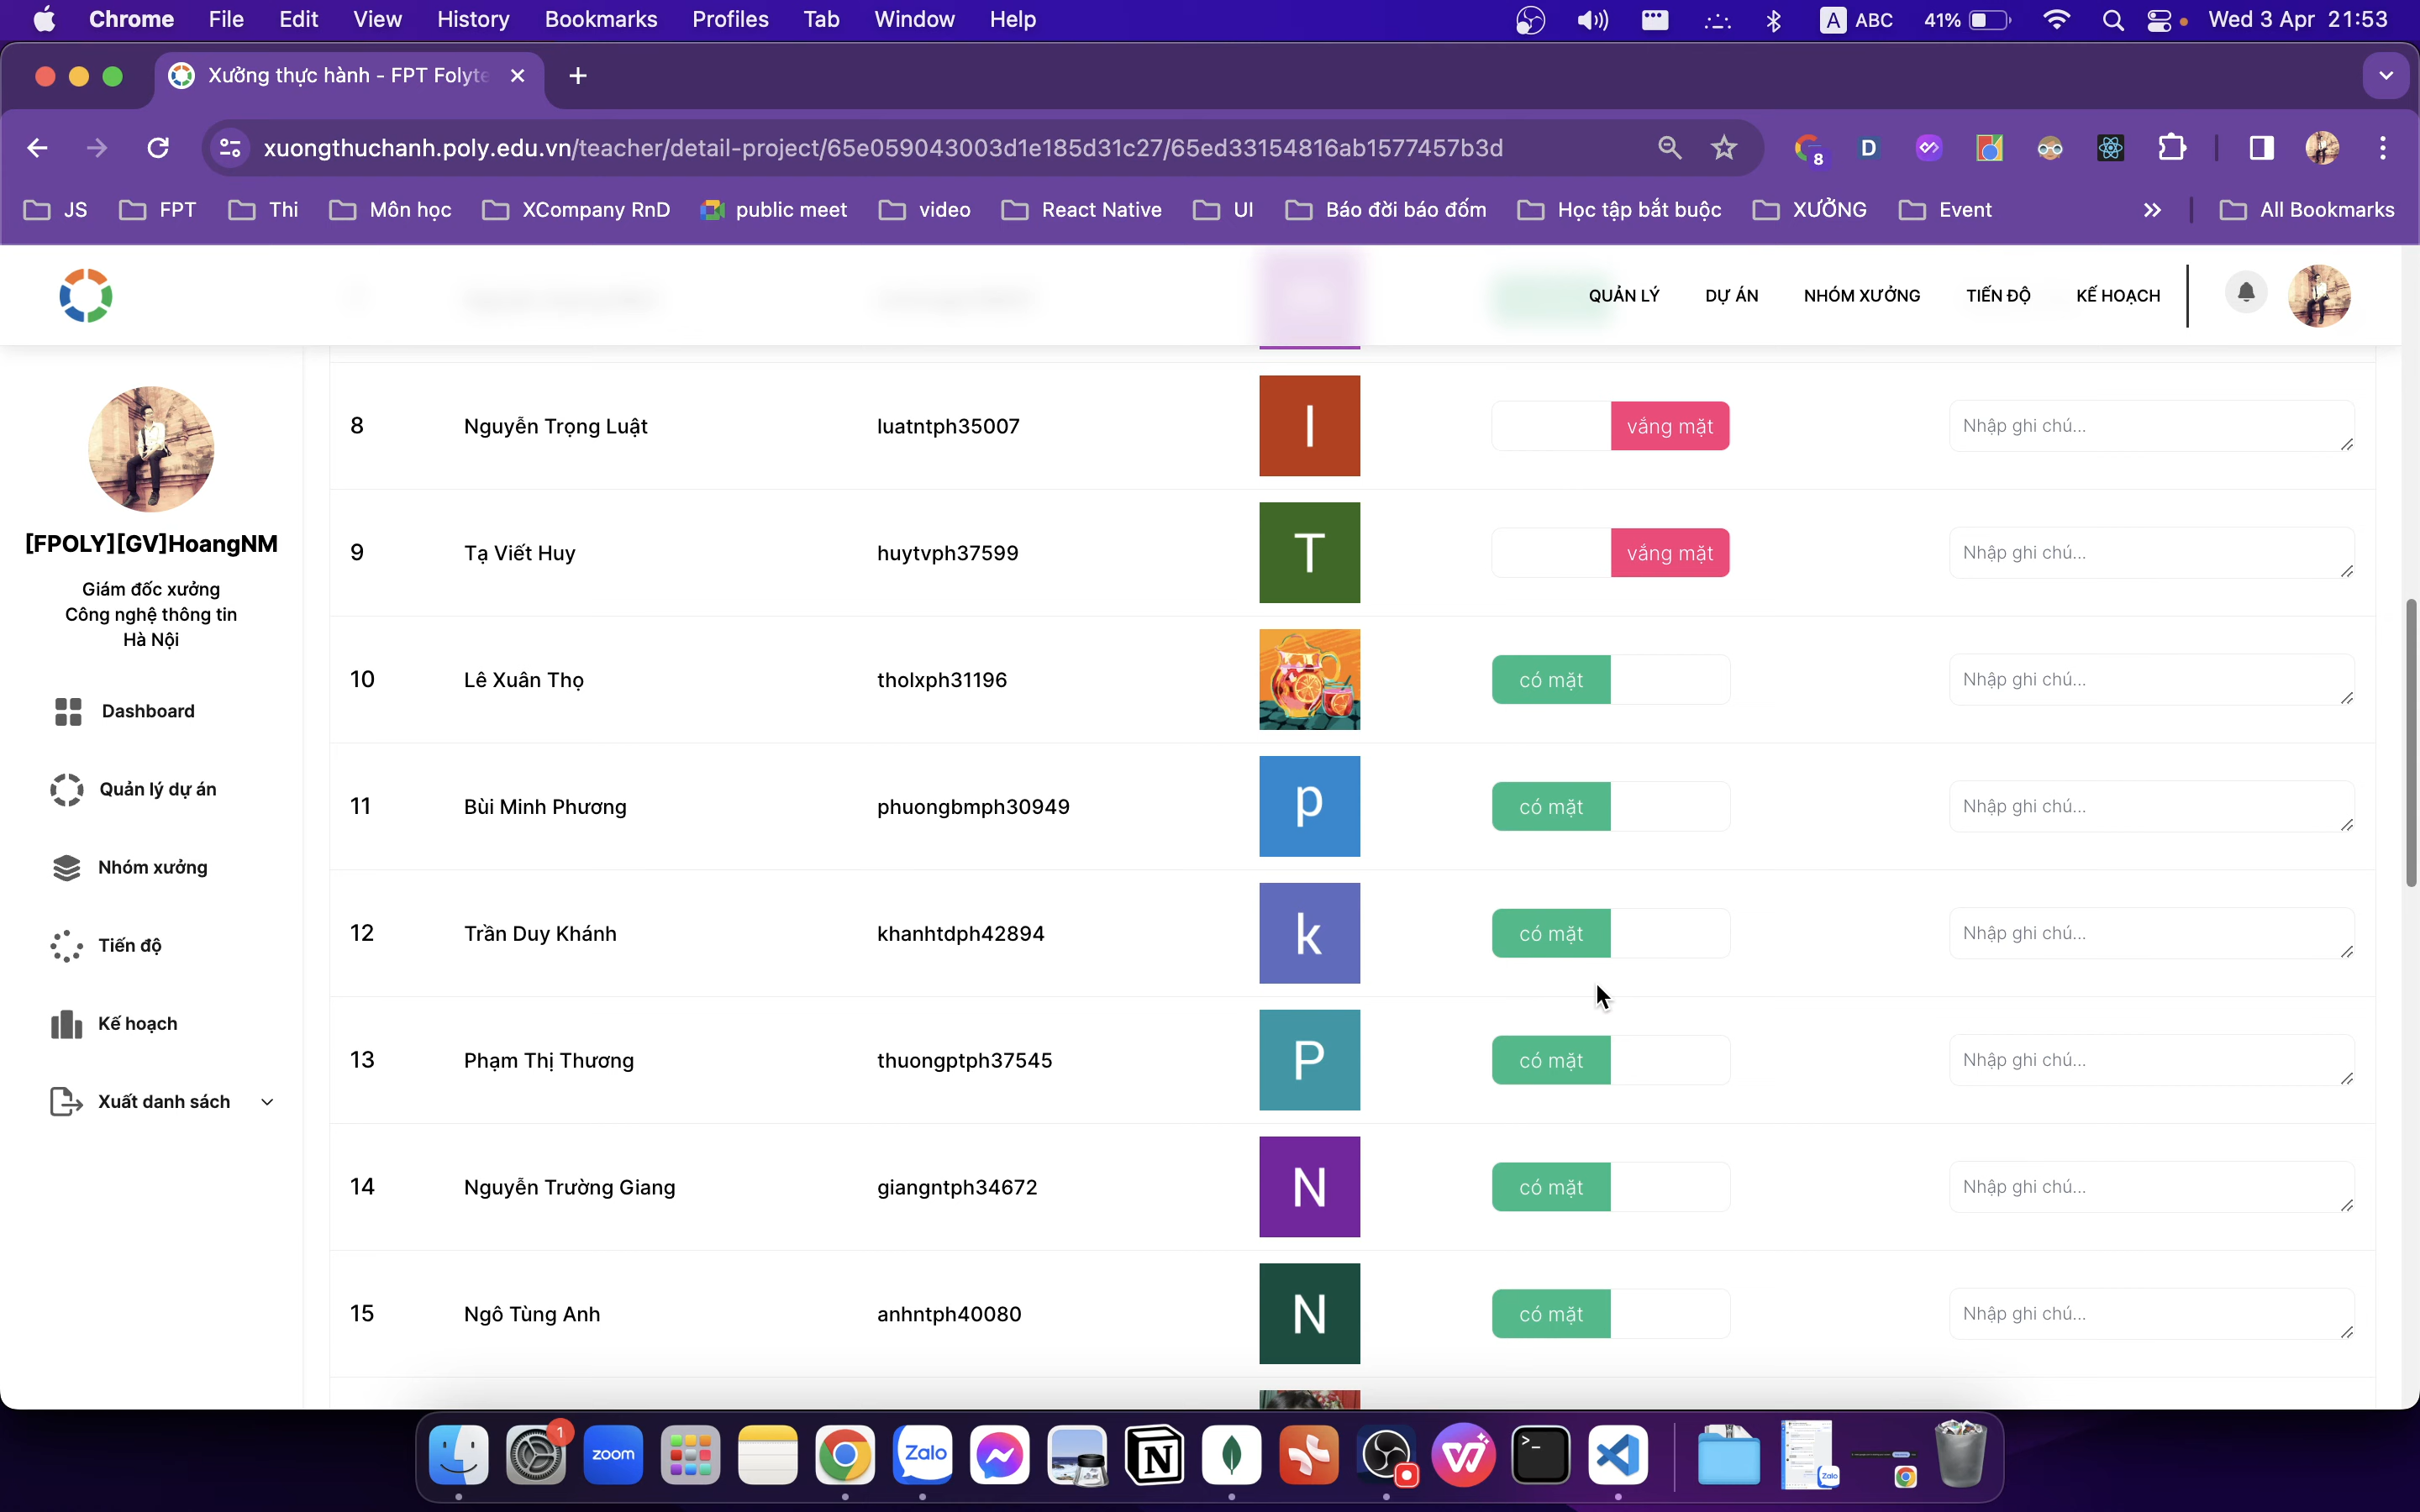 Chrome File Edit View History Bookmarks Profiles Tab Window Help A ABC 41% Wed 3 Apr 21:53
Xưởng thực hành - FPT Folyte
xuongthuchanh.poly.edu.vn/teacher/detail-project/65e059043003d1e185d31c27/65ed33154816ab1577457b3d 8 D
JS FPT Thi Môn học XCompany RnD public meet video React Native UI Báo đời báo đốm Học tập bắt buộc XƯỞNG Event All Bookmarks
QUẢN LÝ DỰ ÁN NHÓM XƯỞNG TIẾN ĐỘ KẾ HOẠCH
[FPOLY][GV]HoangNM
Giám đốc xưởng
Công nghệ thông tin
Hà Nội
Dashboard
Quản lý dự án
Nhóm xưởng
Tiến độ
Kế hoạch
Xuất danh sách
8 Nguyễn Trọng Luật luatntph35007 l vắng mặt Nhập ghi chú...
9 Tạ Viết Huy huytvph37599 T vắng mặt Nhập ghi chú...
10 Lê Xuân Thọ tholxph31196 có mặt Nhập ghi chú...
11 Bùi Minh Phương phuongbmph30949 p có mặt Nhập ghi chú...
12 Trần Duy Khánh khanhtdph42894 k có mặt Nhập ghi chú...
13 Phạm Thị Thương thuongptph37545 P có mặt Nhập ghi chú...
14 Nguyễn Trường Giang giangntph34672 N có mặt Nhập ghi chú...
15 Ngô Tùng Anh anhntph40080 N có mặt Nhập ghi chú...
1 zoom Zalo N W Zalo